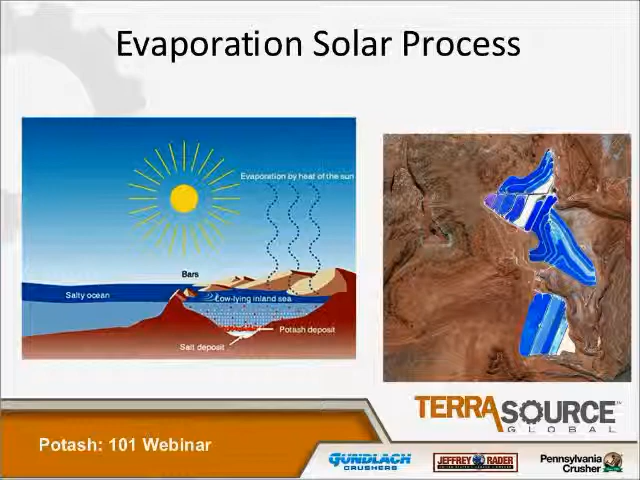 Evaporation Solar Process
Evaporation by heat of the sun
Bars
Salty ocean
Low-lying inland sea
Potash deposit
Salt deposit
TERRASOURCE
GLOBAL
Potash: 101 Webinar
GUNDLACH
CRUSHERS
JEFFREY RADER
Pennsylvania
Crusher